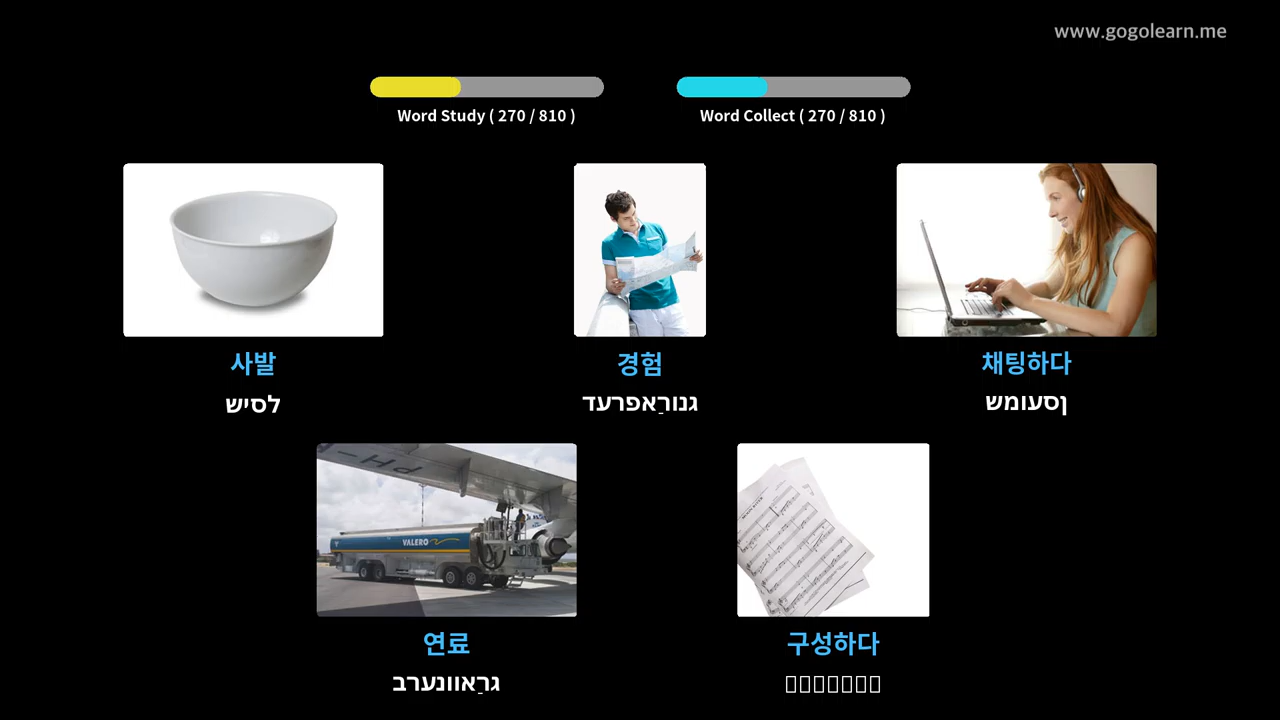 www.gogolearn.me
Word Study ( 270 / 810 )
Word Collect ( 270 / 810 )
사발
לסיש
경험
גנורַאפרעד
채팅하다
ןסעומש
연료
גרַאוונערב
구성하다